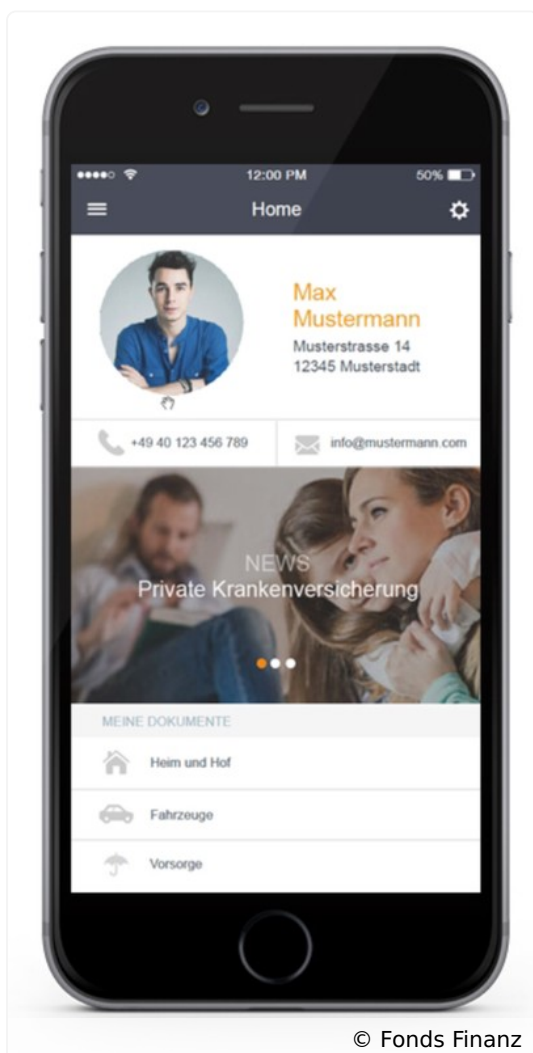 12:00 PM
50%
Home
Max
Mustermann
Musterstrasse 14
12345 Musterstadt
+49 40 123 456 789
info@mustermann.com
NEWS
Private Krankenversicherung
MEINE DOKUMENTE
Heim und Hof
Fahrzeuge
Vorsorge
© Fonds Finanz